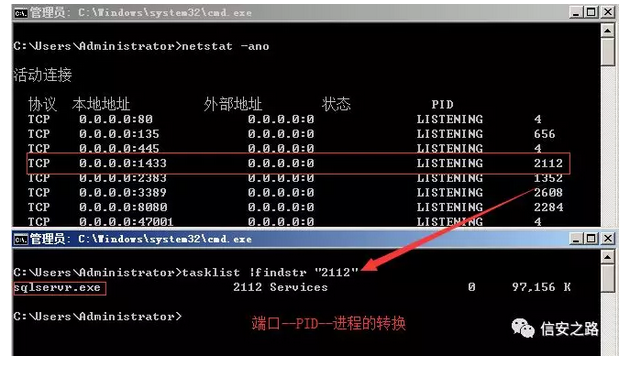 管理员: C:\Windows\system32\cmd.exe
C:\Users\Administrator>netstat -ano
活动连接
协议 本地地址 外部地址 状态 PID
TCP 0.0.0.0:80 0.0.0.0:0 LISTENING 4
TCP 0.0.0.0:135 0.0.0.0:0 LISTENING 656
TCP 0.0.0.0:445 0.0.0.0:0 LISTENING 4
TCP 0.0.0.0:1433 0.0.0.0:0 LISTENING 2112
TCP 0.0.0.0:2383 0.0.0.0:0 LISTENING 1352
TCP 0.0.0.0:3389 0.0.0.0:0 LISTENING 2608
TCP 0.0.0.0:8080 0.0.0.0:0 LISTENING 2284
TCP 0.0.0.0:47001 0.0.0.0:0 LISTENING 4
管理员: C:\Windows\system32\cmd.exe
C:\Users\Administrator>tasklist |findstr "2112"
sqlservr.exe 2112 Services 0 97,156 K
C:\Users\Administrator>
端口--PID--进程的转换
信安之路